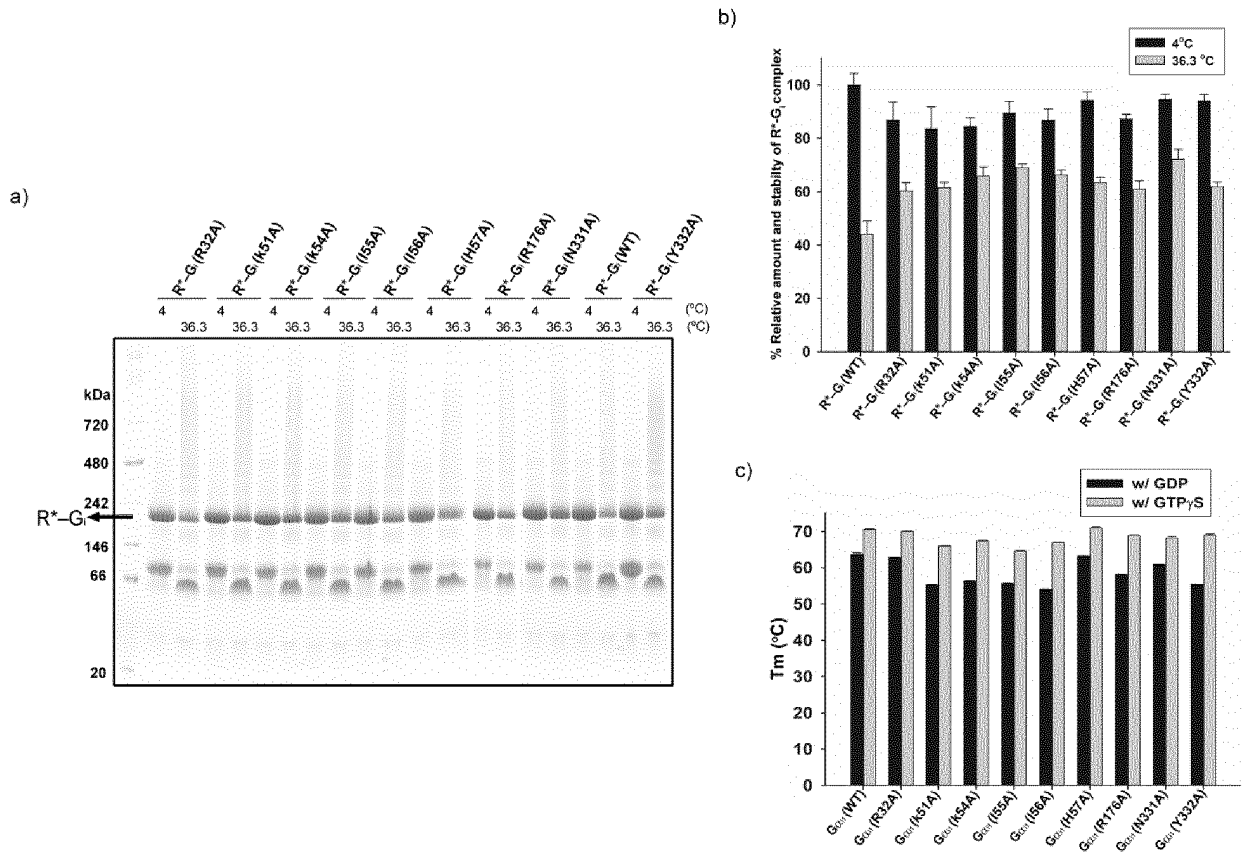 a)
R*–Gi (R32A)
R*–Gi (k51A)
R*–Gi (k54A)
R*–Gi (I55A)
R*–Gi (I56A)
R*–Gi (H57A)
R*–Gi (R176A)
R*–Gi (N331A)
R*–Gi (WT)
R*–Gi (Y332A)
4 4 4 4 4 4 4 4 4 4 (°C)
36.3 36.3 36.3 36.3 36.3 36.3 36.3 36.3 36.3 36.3 (°C)
kDa
720
480
242
R*–Gi
146
66
20
b)
4°C
36.3 °C
% Relative amount and stabilty of R*-Gi complex
100
80
60
40
20
0
R*–Gi (WT)
R*–Gi (R32A)
R*–Gi (k51A)
R*–Gi (k54A)
R*–Gi (I55A)
R*–Gi (I56A)
R*–Gi (H57A)
R*–Gi (R176A)
R*–Gi (N331A)
R*–Gi (Y332A)
c)
w/ GDP
w/ GTPγS
Tm (°C)
70
60
50
40
30
20
10
0
Gαi1 (WT)
Gαi1 (R32A)
Gαi1 (k51A)
Gαi1 (k54A)
Gαi1 (I55A)
Gαi1 (I56A)
Gαi1 (H57A)
Gαi1 (R176A)
Gαi1 (N331A)
Gαi1 (Y332A)